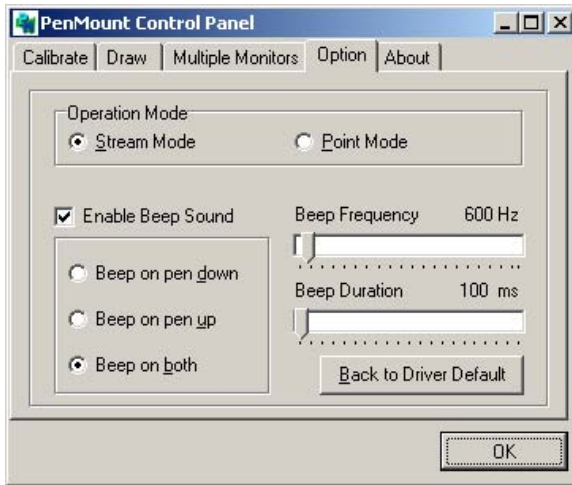 PenMount Control Panel
Calibrate Draw Multiple Monitors Option About
Operation Mode
Stream Mode Point Mode
Enable Beep Sound
Beep on pen down
Beep on pen up
Beep on both
Beep Frequency 600 Hz
Beep Duration 100 ms
Back to Driver Default
OK